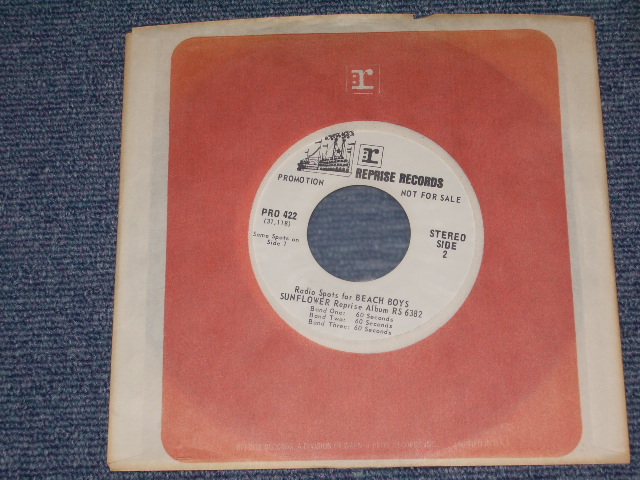 r
r
REPRISE RECORDS
PROMOTION
NOT FOR SALE
PRO 422
(31,118)
Same Spots on
Side 1
STEREO
SIDE
2
Radio Spots for BEACH BOYS
SUNFLOWER Reprise Album RS 6382
Band One: 60 Seconds
Band Two: 60 Seconds
Band Three: 60 Seconds